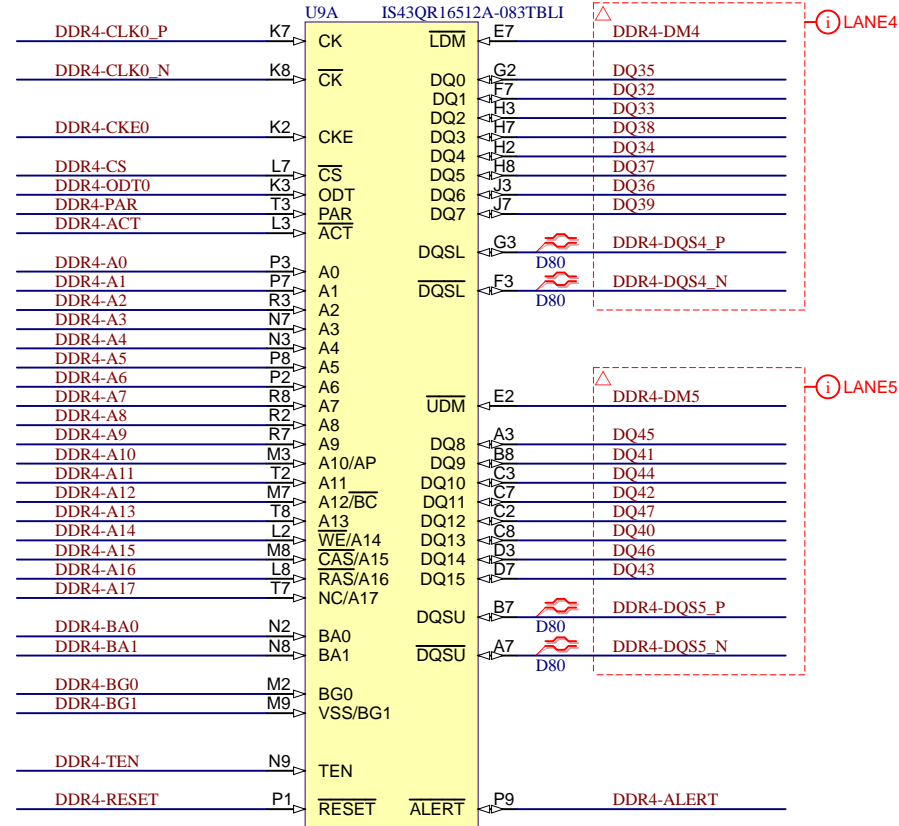 U9A IS43QR16512A-083TBLI
DDR4-CLK0_P K7 CK LDM E7 DDR4-DM4 i LANE4
DDR4-CLK0_N K8 CK DQ0 G2 DQ35
DQ1 F7 DQ32
DQ2 H3 DQ33
DDR4-CKE0 K2 CKE DQ3 H7 DQ38
DQ4 H2 DQ34
DDR4-CS L7 CS DQ5 H8 DQ37
DDR4-ODT0 K3 ODT DQ6 J3 DQ36
DDR4-PAR T3 PAR DQ7 J7 DQ39
DDR4-ACT L3 ACT
DQSL G3 D80 DDR4-DQS4_P
DDR4-A0 P3 A0
DDR4-A1 P7 A1 DQSL F3 D80 DDR4-DQS4_N
DDR4-A2 R3 A2
DDR4-A3 N7 A3
DDR4-A4 N3 A4
DDR4-A5 P8 A5
DDR4-A6 P2 A6 i LANE5
DDR4-A7 R8 A7 UDM E2 DDR4-DM5
DDR4-A8 R2 A8
DDR4-A9 R7 A9 DQ8 A3 DQ45
DDR4-A10 M3 A10/AP DQ9 B8 DQ41
DDR4-A11 T2 A11 DQ10 C3 DQ44
DDR4-A12 M7 A12/BC DQ11 C7 DQ42
DDR4-A13 T8 A13 DQ12 C2 DQ47
DDR4-A14 L2 WE/A14 DQ13 C8 DQ40
DDR4-A15 M8 CAS/A15 DQ14 D3 DQ46
DDR4-A16 L8 RAS/A16 DQ15 D7 DQ43
DDR4-A17 T7 NC/A17
DQSU B7 D80 DDR4-DQS5_P
DDR4-BA0 N2 BA0
DDR4-BA1 N8 BA1 DQSU A7 D80 DDR4-DQS5_N
DDR4-BG0 M2 BG0
DDR4-BG1 M9 VSS/BG1
DDR4-TEN N9 TEN
DDR4-RESET P1 RESET ALERT P9 DDR4-ALERT